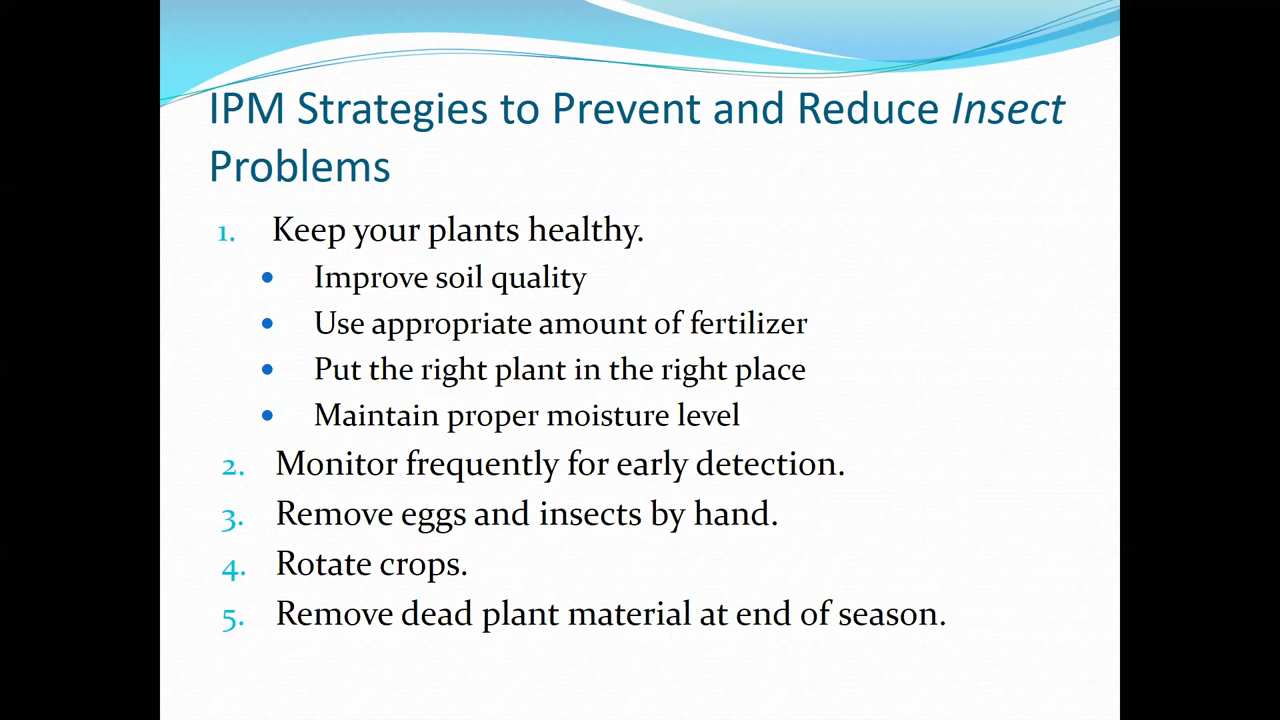 IPM Strategies to Prevent and Reduce Insect
Problems
1. Keep your plants healthy.
• Improve soil quality
• Use appropriate amount of fertilizer
• Put the right plant in the right place
• Maintain proper moisture level
2. Monitor frequently for early detection.
3. Remove eggs and insects by hand.
4. Rotate crops.
5. Remove dead plant material at end of season.